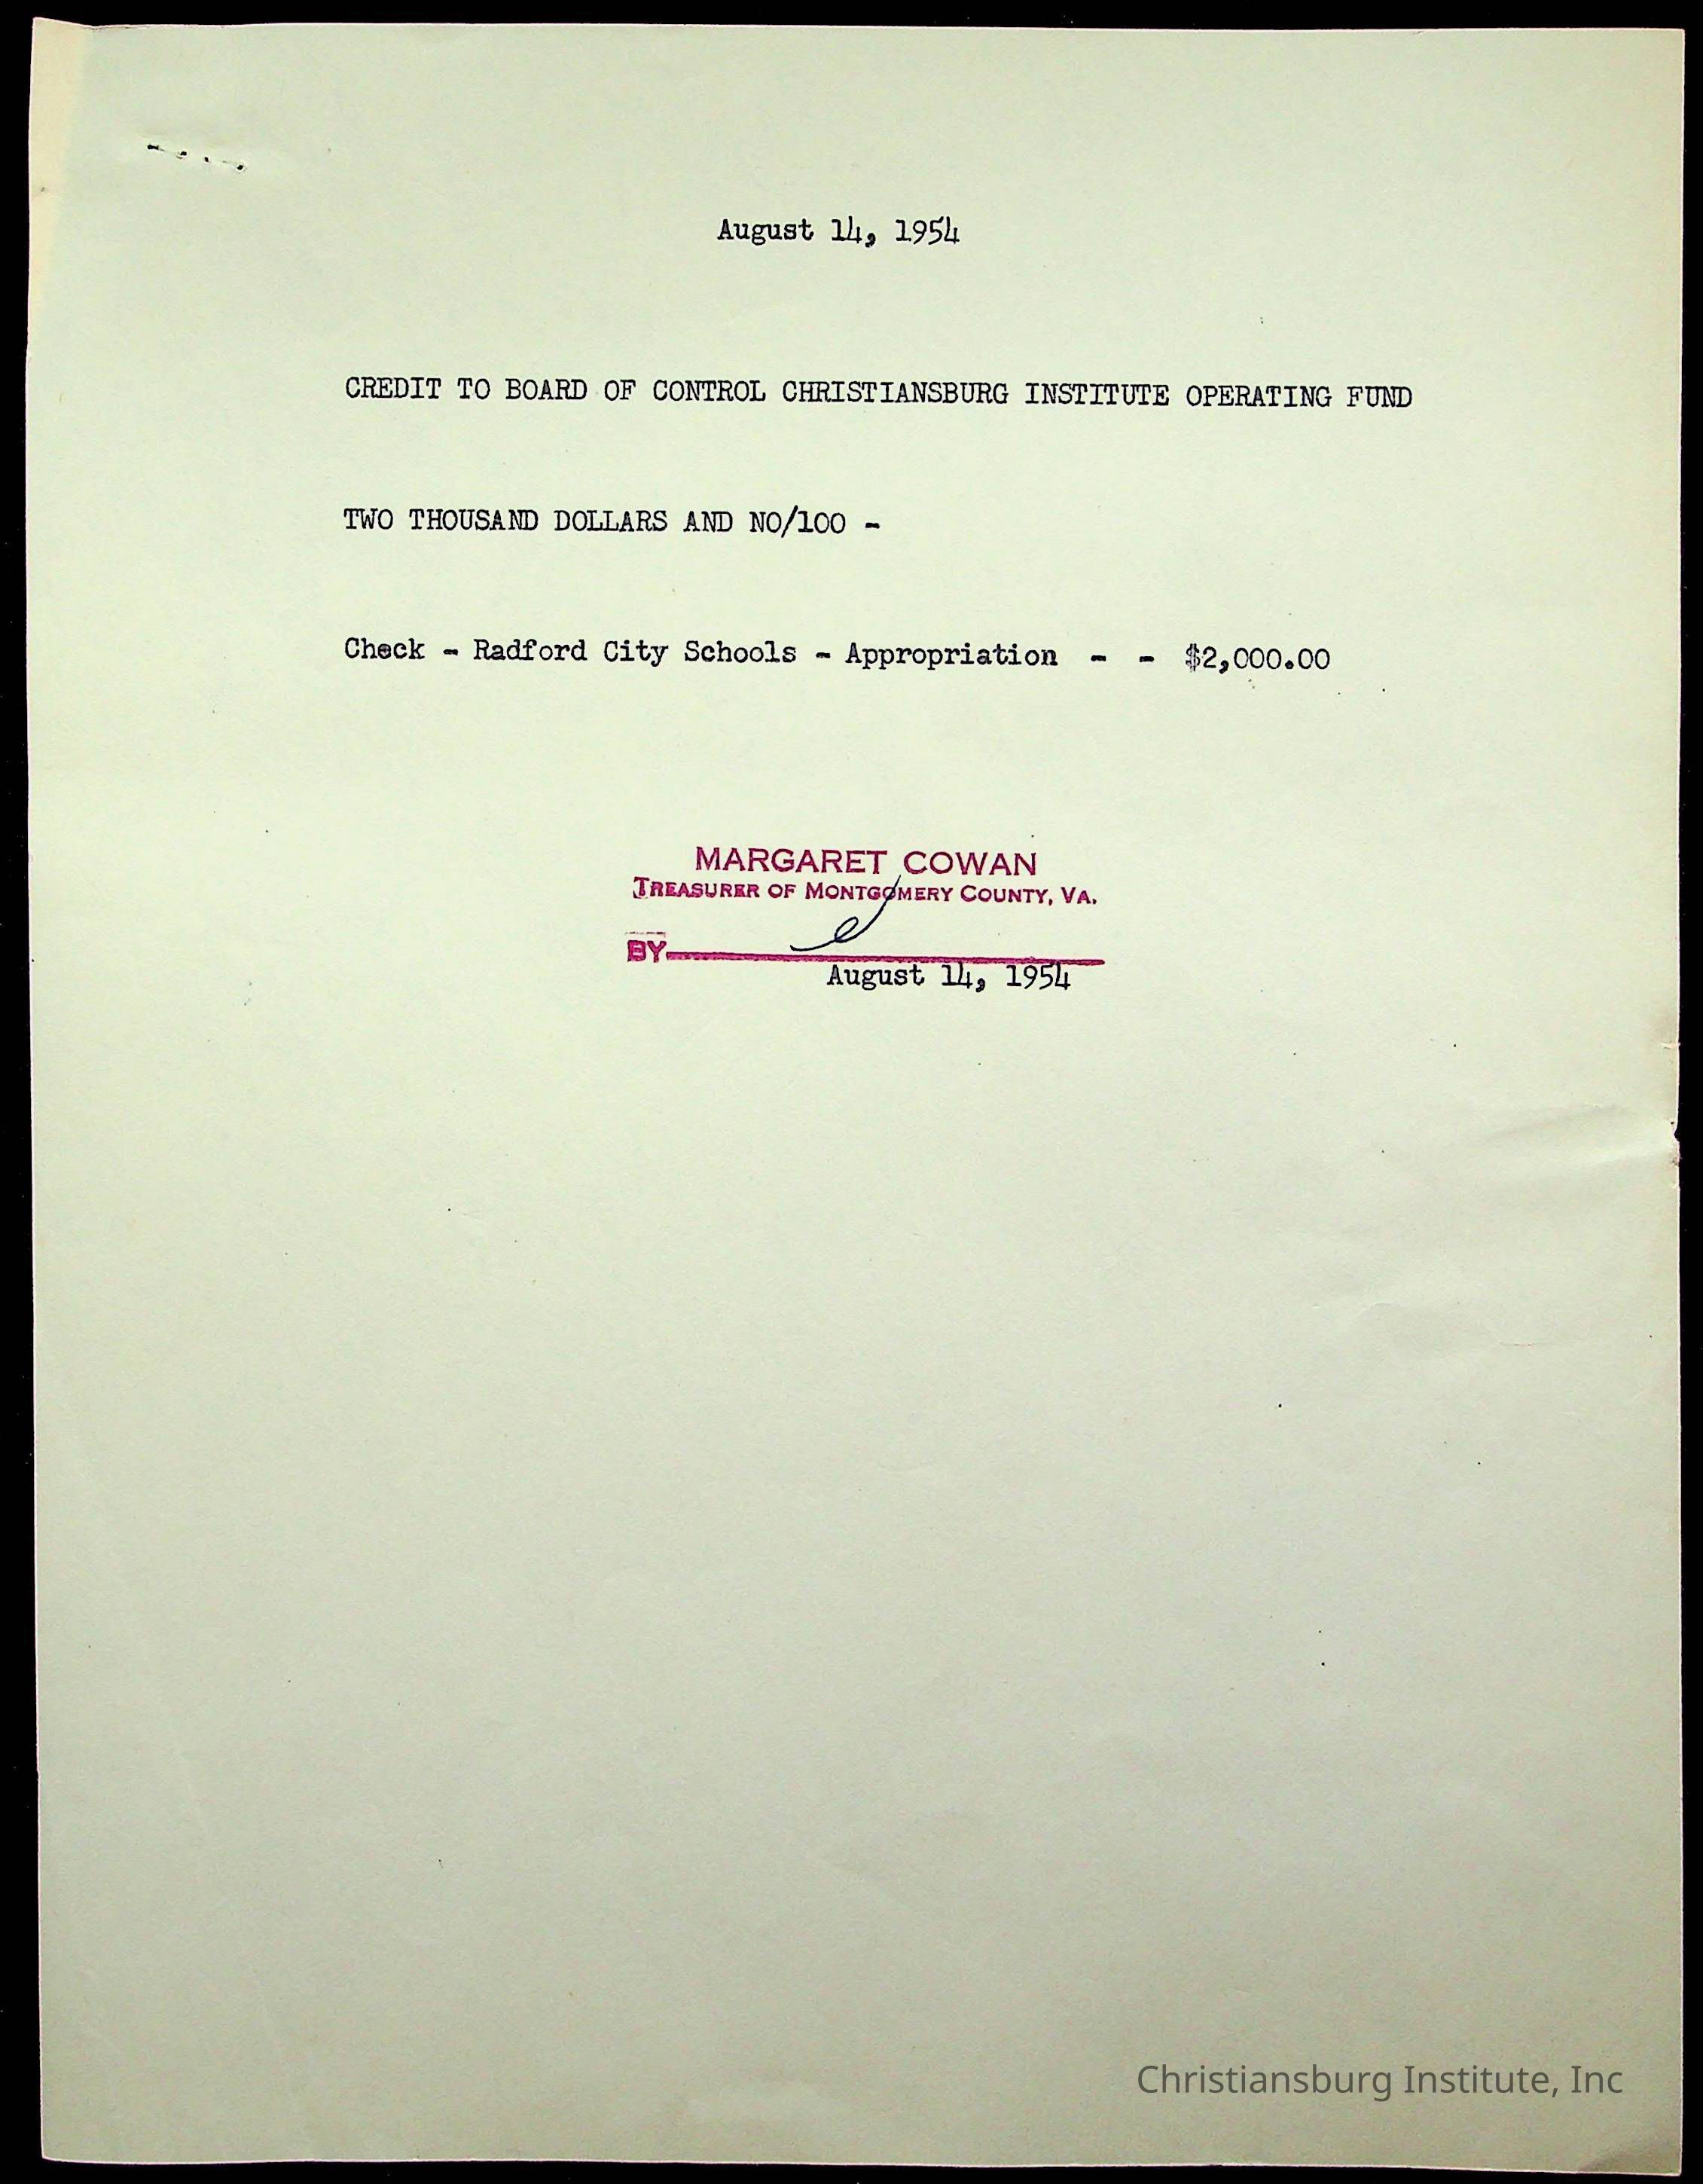 August 14, 1954
CREDIT TO BOARD OF CONTROL CHRISTIANSBURG INSTITUTE OPERATING FUND
TWO THOUSAND DOLLARS AND NO/100 -
Check - Radford City Schools - Appropriation - - $2,000.00
MARGARET COWAN
TREASURER OF MONTGOMERY COUNTY, VA.
BY
August 14, 1954
Christiansburg Institute, Inc